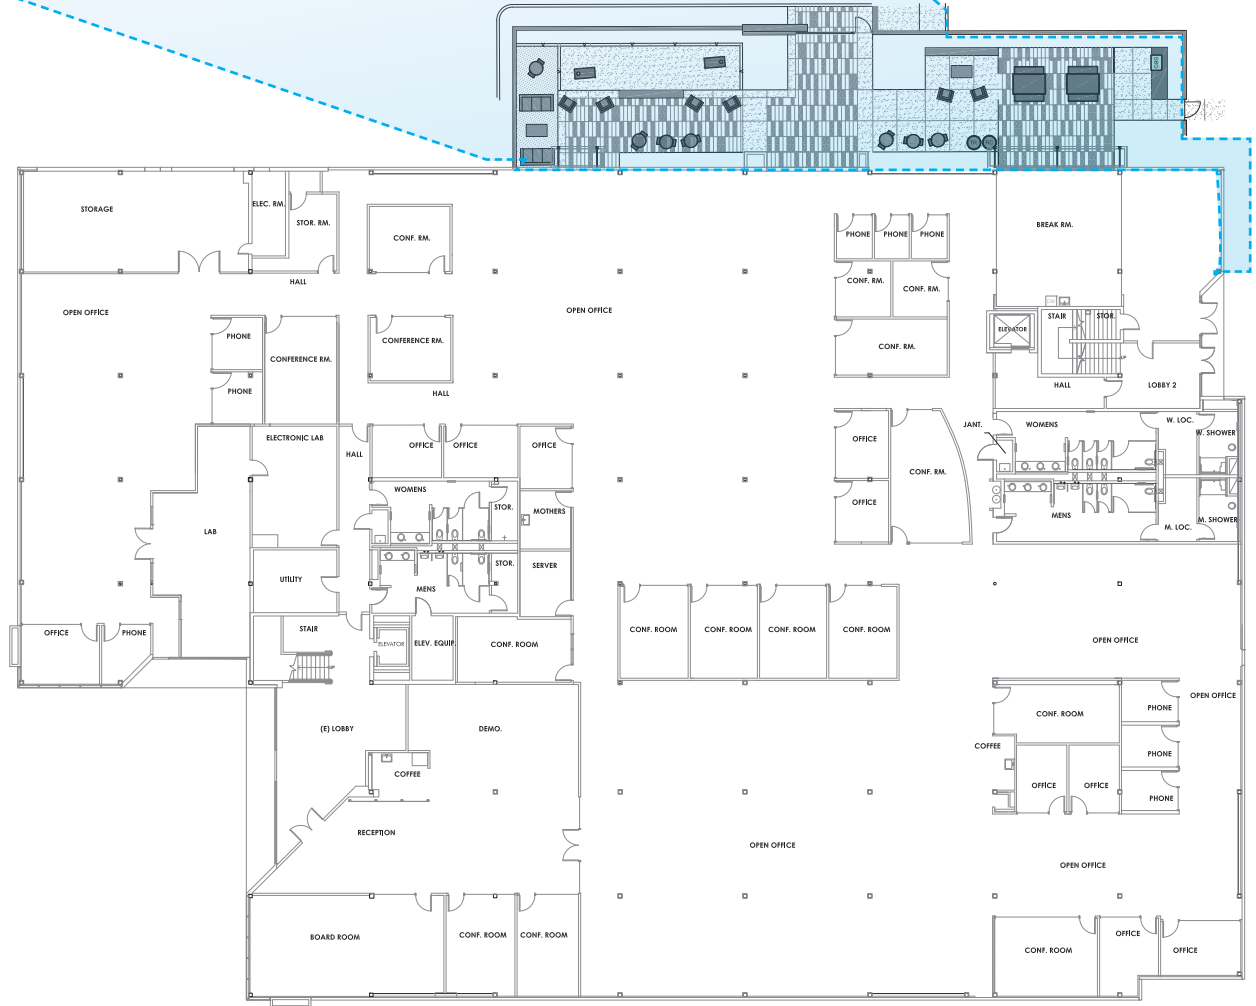 BBQ
TR
RC
STORAGE
ELEC. RM.
STOR. RM.
CONF. RM.
PHONE
PHONE
PHONE
BREAK RM.
HALL
CONF. RM.
CONF. RM.
OPEN OFFICE
OPEN OFFICE
STAIR
STOR.
ELEVATOR
PHONE
CONFERENCE RM.
CONFERENCE RM.
CONF. RM.
PHONE
HALL
HALL
LOBBY 2
ELECTRONIC LAB
HALL
OFFICE
OFFICE
OFFICE
OFFICE
CONF. RM.
JANT.
WOMENS
W. LOC.
W. SHOWER
WOMENS
STOR.
MOTHERS
OFFICE
MENS
M. LOC.
M. SHOWER
LAB
UTILITY
MENS
STOR.
SERVER
OFFICE
PHONE
STAIR
ELEVATOR
ELEV. EQUIP.
CONF. ROOM
CONF. ROOM
CONF. ROOM
CONF. ROOM
CONF. ROOM
OPEN OFFICE
OPEN OFFICE
PHONE
CONF. ROOM
(E) LOBBY
DEMO.
COFFEE
PHONE
COFFEE
OFFICE
OFFICE
PHONE
RECEPTION
OPEN OFFICE
OPEN OFFICE
BOARD ROOM
CONF. ROOM
CONF. ROOM
OFFICE
CONF. ROOM
OFFICE